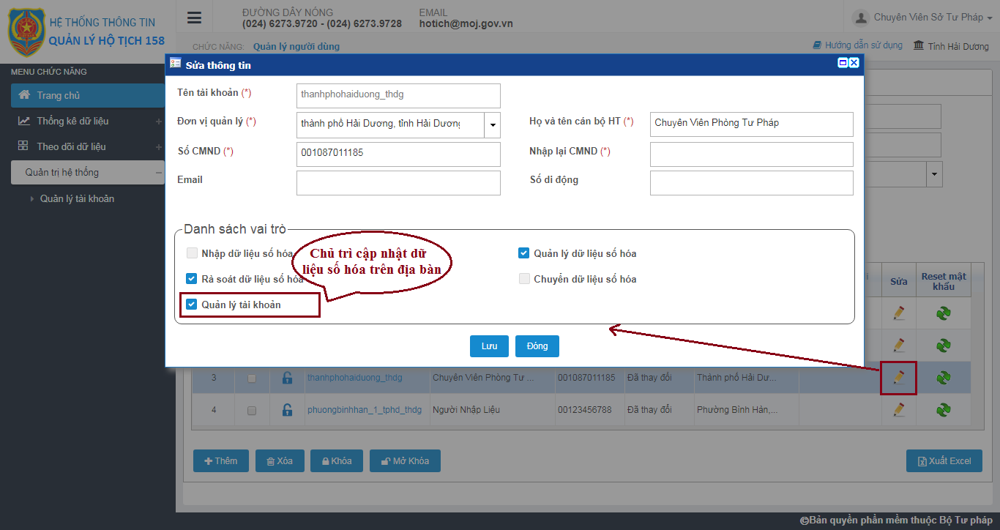 HỆ THỐNG THÔNG TIN
QUẢN LÝ HỘ TỊCH 158
ĐƯỜNG DÂY NÓNG
(024) 6273.9720 - (024) 6273.9728
EMAIL
hotich@moj.gov.vn
Chuyên Viên Sở Tư Pháp
CHỨC NĂNG: Quản lý người dùng
Hướng dẫn sử dụng
Tỉnh Hải Dương
MENU CHỨC NĂNG
Trang chủ
Thống kê dữ liệu
Theo dõi dữ liệu
Quản trị hệ thống
Quản lý tài khoản
Sửa thông tin
Tên tài khoản (*)
thanhphohaiduong_thdg
Đơn vị quản lý (*)
thành phố Hải Dương, tỉnh Hải Dương
Họ và tên cán bộ HT (*)
Chuyên Viên Phòng Tư Pháp
Số CMND (*)
001087011185
Nhập lại CMND (*)
Email
Số di động
Danh sách vai trò
Nhập dữ liệu số hóa
Quản lý dữ liệu số hóa
Rà soát dữ liệu số hóa
Chuyển dữ liệu số hóa
Quản lý tài khoản
Chủ trì cập nhật dữ
liệu số hóa trên địa bàn
Lưu
Đóng
Sửa
Reset mật
khẩu
3 thanhphohaiduong_thdg Chuyên Viên Phòng Tư ... 001087011185 Đã thay đổi Thành phố Hải Dư...
4 phuongbinhhan_1_tphd_thdg Người Nhập Liệu 00123456788 Đã thay đổi Phường Bình Hàn,...
Thêm
Xóa
Khóa
Mở Khóa
Xuất Excel
©Bản quyền phần mềm thuộc Bộ Tư pháp